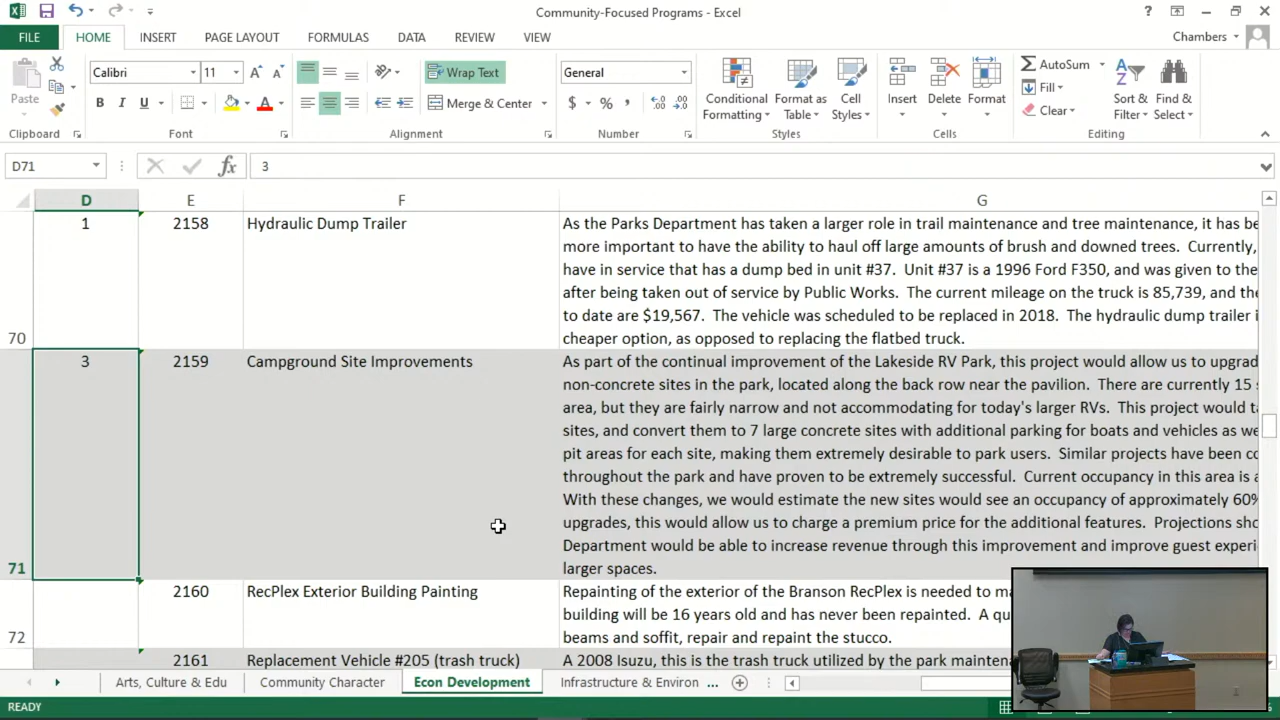 Community-Focused Programs - Excel
FILE HOME INSERT PAGE LAYOUT FORMULAS DATA REVIEW VIEW
Chambers
Paste
Calibri 11
B I U
Wrap Text
Merge & Center
General
$ % ,
Conditional Formatting
Format as Table
Cell Styles
Insert Delete Format
AutoSum
Fill
Clear
Sort & Filter
Find & Select
Clipboard Font Alignment Number Styles Cells Editing
D71 fx 3
D E F G
70
1 2158 Hydraulic Dump Trailer
As the Parks Department has taken a larger role in trail maintenance and tree maintenance, it has be
more important to have the ability to haul off large amounts of brush and downed trees. Currently,
have in service that has a dump bed in unit #37. Unit #37 is a 1996 Ford F350, and was given to the
after being taken out of service by Public Works. The current mileage on the truck is 85,739, and the
to date are $19,567. The vehicle was scheduled to be replaced in 2018. The hydraulic dump trailer i
cheaper option, as opposed to replacing the flatbed truck.
71
3 2159 Campground Site Improvements
As part of the continual improvement of the Lakeside RV Park, this project would allow us to upgrad
non-concrete sites in the park, located along the back row near the pavilion. There are currently 15
area, but they are fairly narrow and not accommodating for today's larger RVs. This project would ta
sites, and convert them to 7 large concrete sites with additional parking for boats and vehicles as we
pit areas for each site, making them extremely desirable to park users. Similar projects have been co
throughout the park and have proven to be extremely successful. Current occupancy in this area is a
With these changes, we would estimate the new sites would see an occupancy of approximately 60%
upgrades, this would allow us to charge a premium price for the additional features. Projections sho
Department would be able to increase revenue through this improvement and improve guest experi
larger spaces.
72
2160 RecPlex Exterior Building Painting
Repainting of the exterior of the Branson RecPlex is needed to ma
building will be 16 years old and has never been repainted. A qu
beams and soffit, repair and repaint the stucco.
2161 Replacement Vehicle #205 (trash truck)
A 2008 Isuzu, this is the trash truck utilized by the park mainten
Arts, Culture & Edu Community Character Econ Development Infrastructure & Environ ...
READY